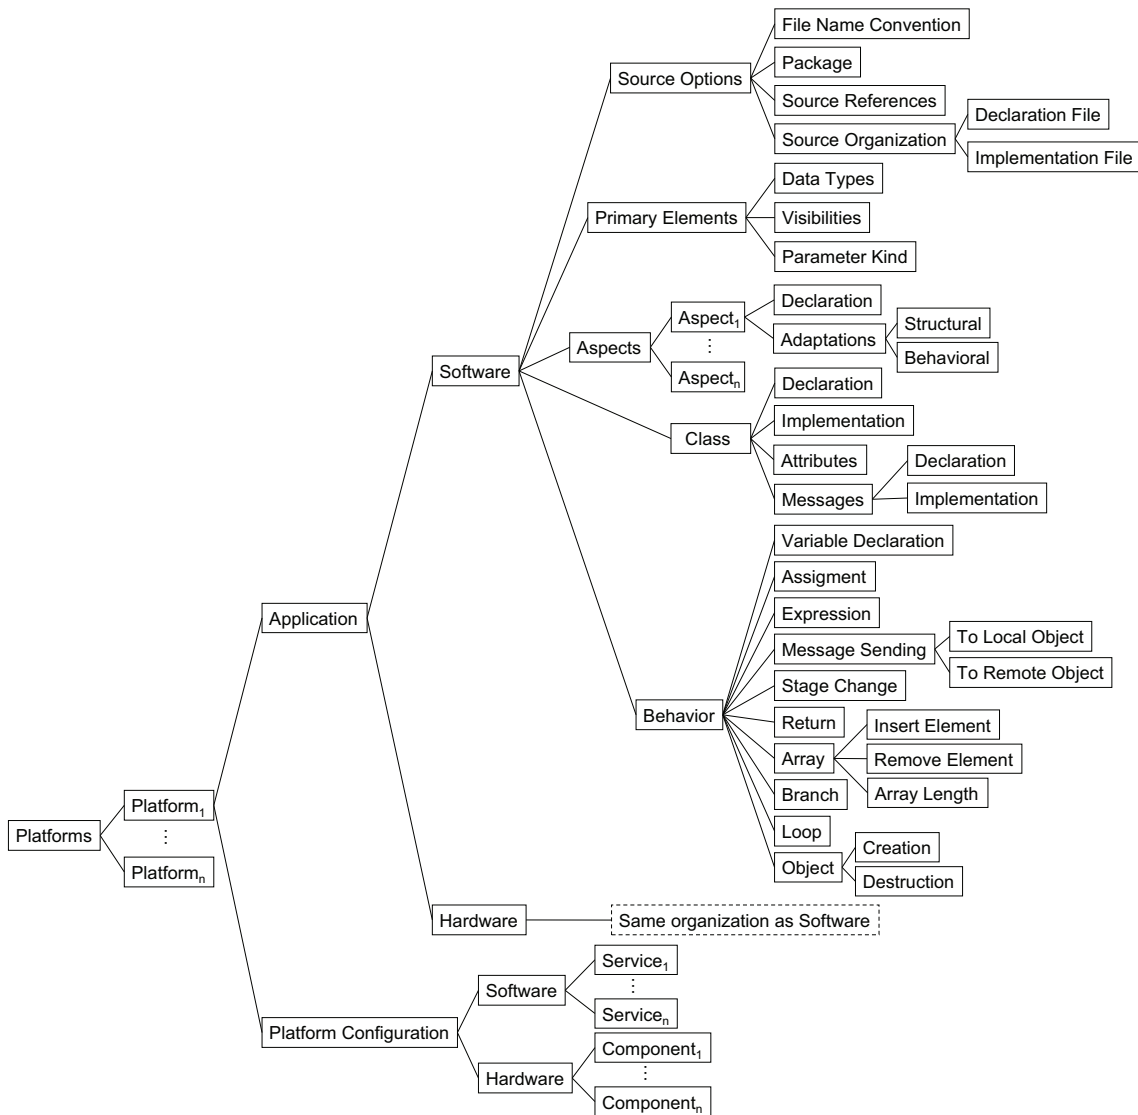 File Name Convention
Package
Source Options
Source References
Source Organization
Declaration File
Implementation File
Data Types
Primary Elements
Visibilities
Parameter Kind
Declaration
Aspects
Aspect1
⋮
Aspectn
Adaptations
Structural
Behavioral
Software
Declaration
Implementation
Class
Attributes
Messages
Declaration
Implementation
Variable Declaration
Assigment
Expression
Message Sending
To Local Object
To Remote Object
Stage Change
Behavior
Return
Array
Insert Element
Remove Element
Array Length
Branch
Loop
Object
Creation
Destruction
Application
Platforms
Platform1
⋮
Platformn
Hardware
Same organization as Software
Platform Configuration
Software
Service1
⋮
Servicen
Hardware
Component1
⋮
Componentn